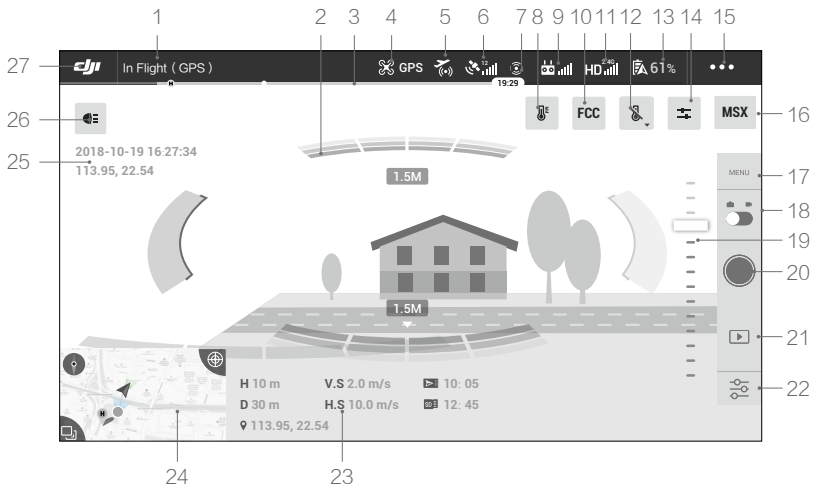 1 2 3 4 5 6 7 8 9 10 11 12 13 14 15
27 dji In Flight ( GPS ) GPS 12 HD 2.4G 61%
H 19:29
26 E FCC MSX 16
25 2018-10-19 16:27:34
113.95, 22.54
1.5M
MENU 17
18
19
20
1.5M
21
H 10 m V.S 2.0 m/s 10: 05
D 30 m H.S 10.0 m/s SD 12: 45
113.95, 22.54
H
22
24 23